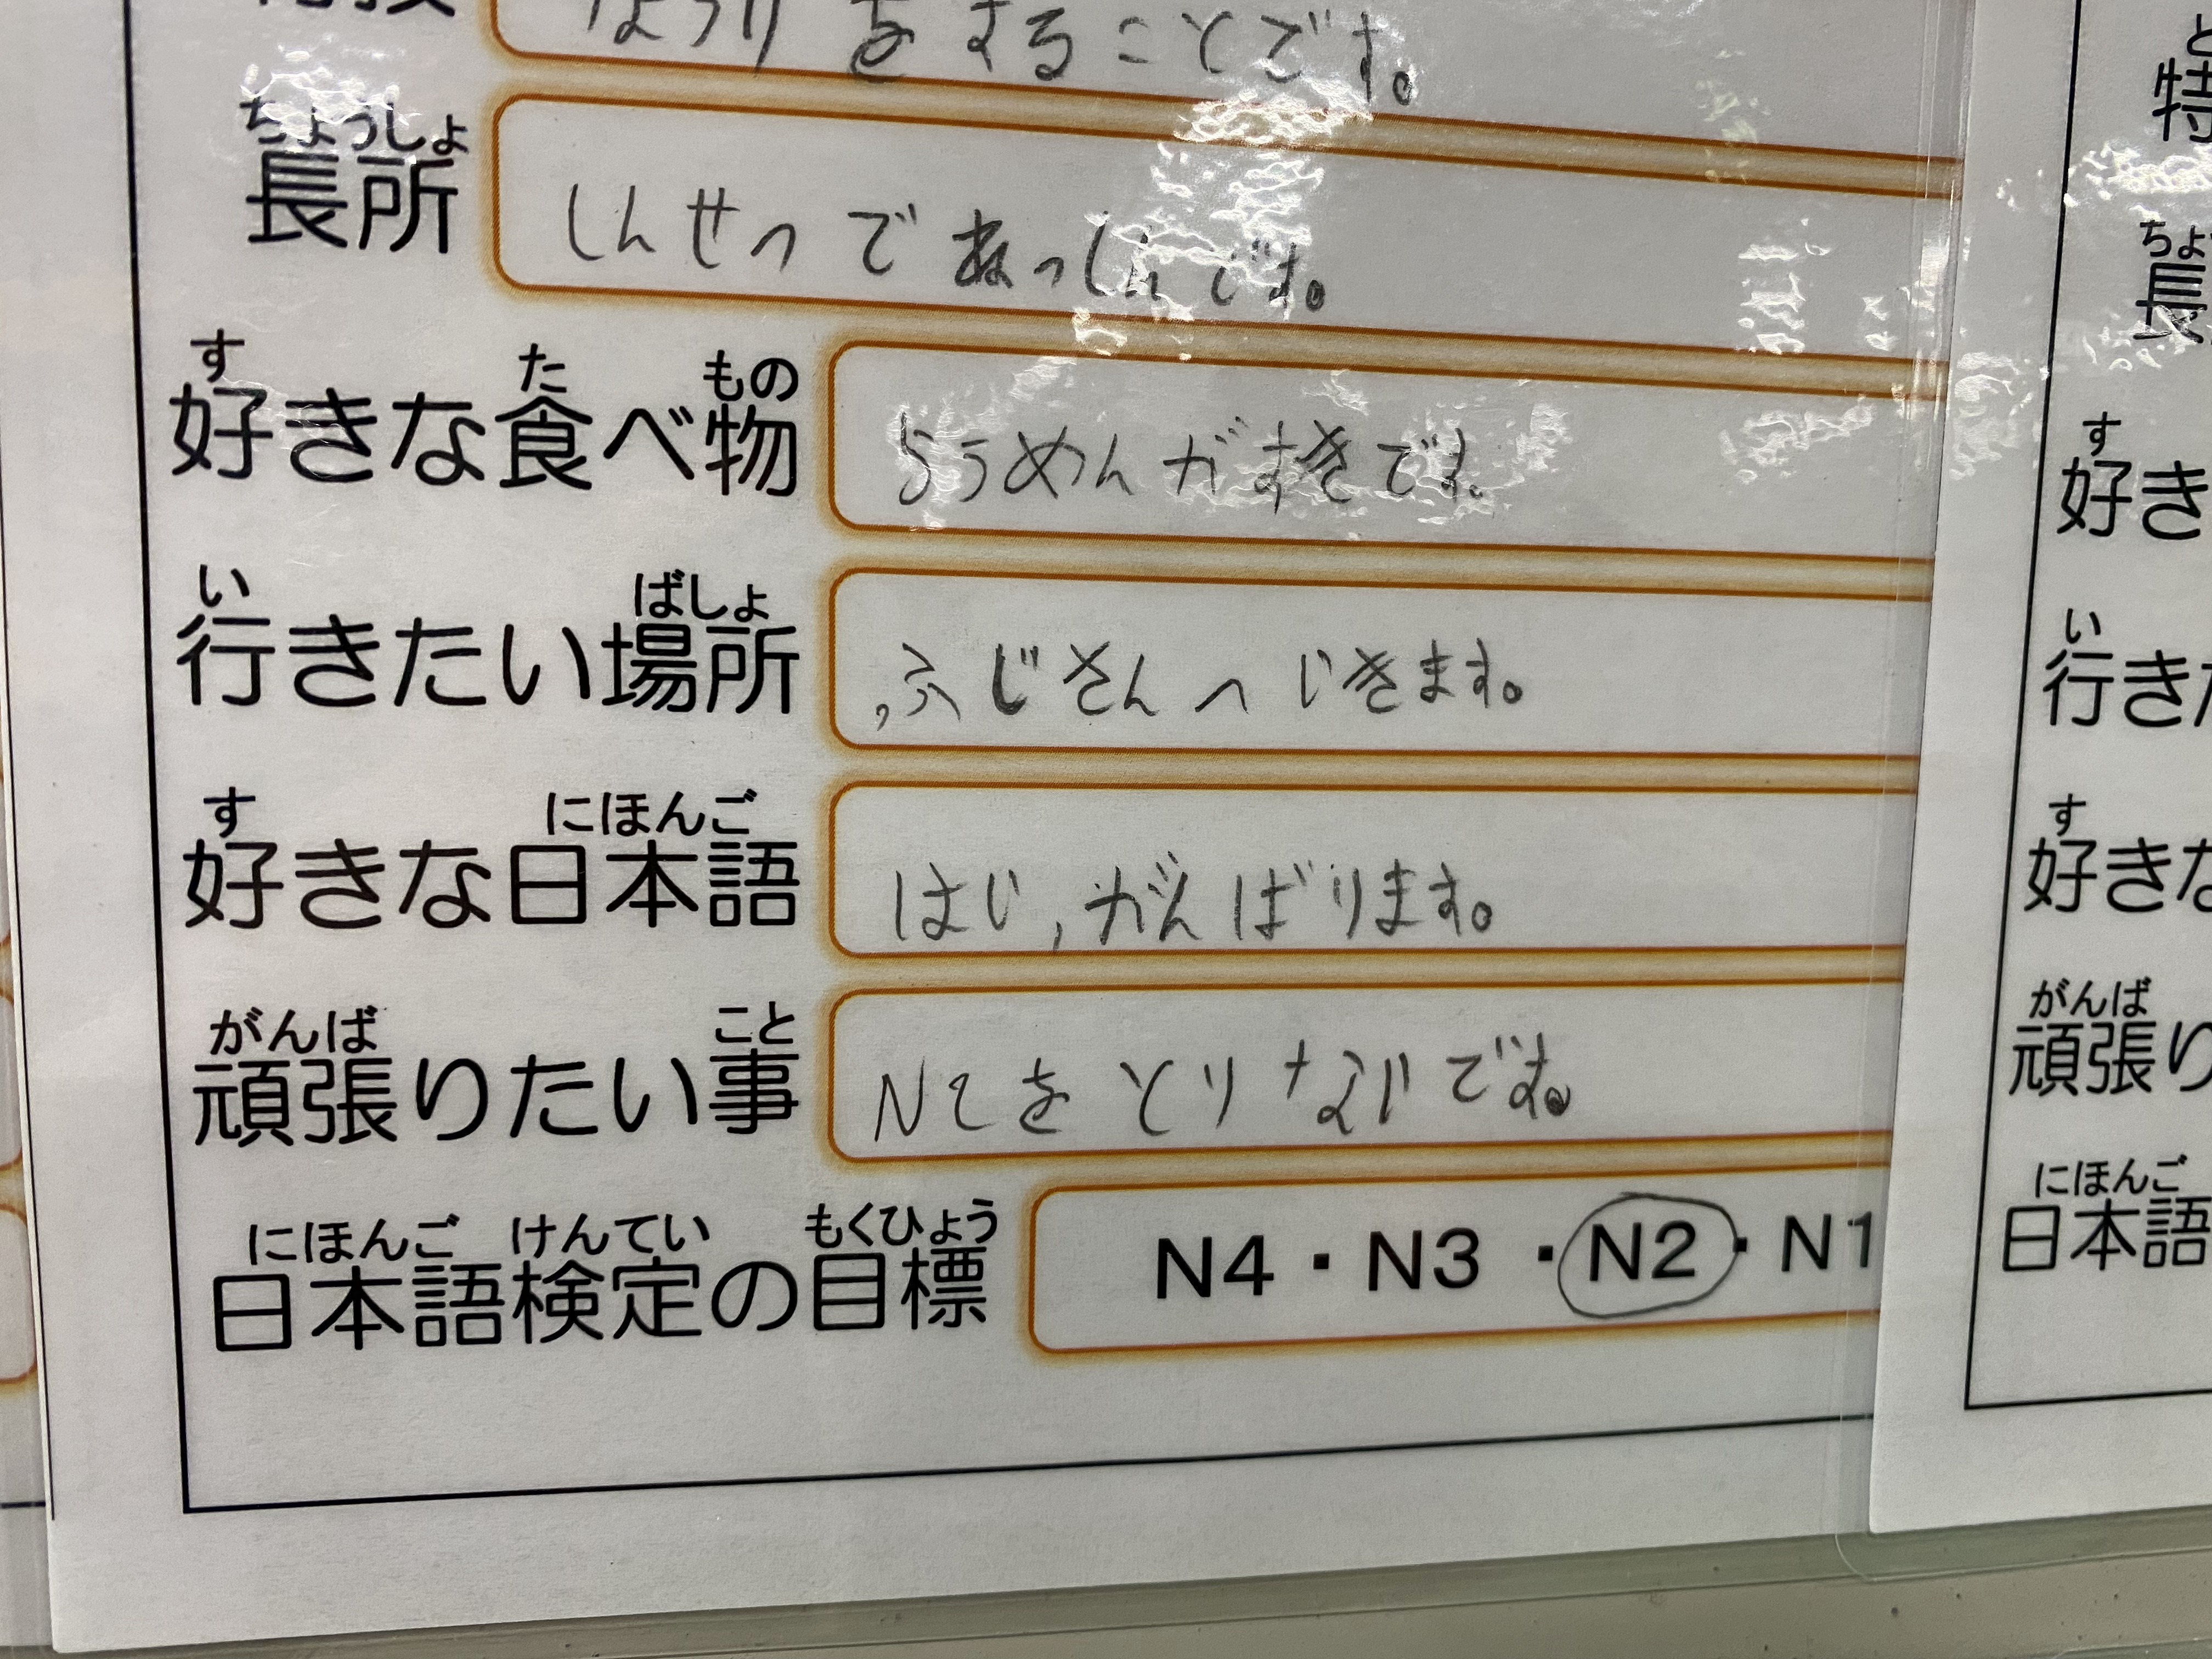 をすることです。
ちょうしょ
長所
しんせつでねっしんです。
す た もの
好きな食べ物
らうめんがすきです。
い ばしょ
行きたい場所
ふじさんへいきます。
す にほんご
好きな日本語
はい,がんばります。
がんば こと
頑張りたい事
N2をとりたいです。
にほんご けんてい もくひょう
日本語検定の目標
N4・N3・N2・N1
と
特
ちょ
長
す
好き
い
行きた
す
好きな
がんば
頑張り
にほんご
日本語